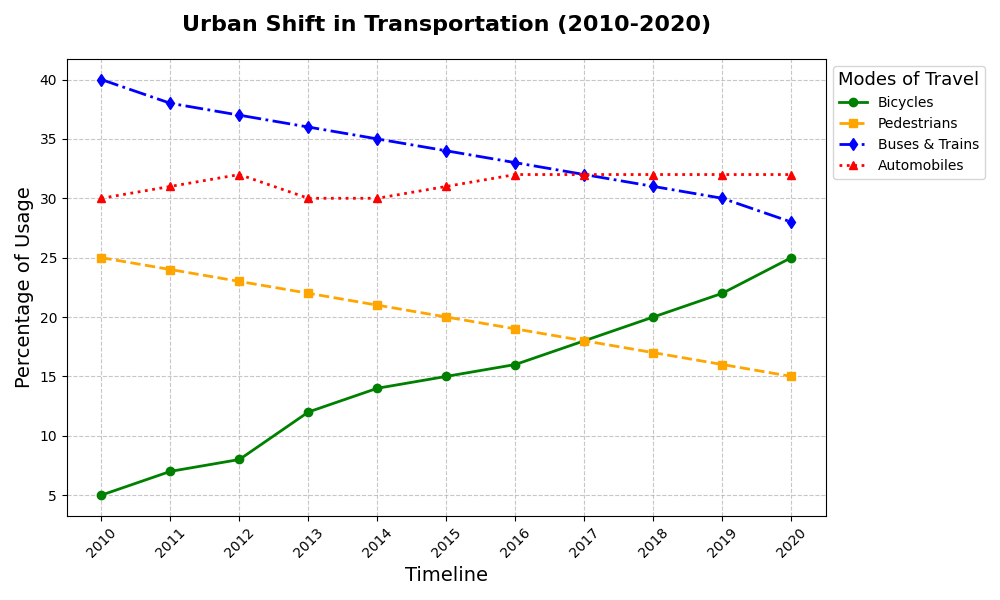 Urban Shift in Transportation (2010-2020)
Percentage of Usage
40
35
30
25
20
15
10
5
2010
2011
2012
2013
2014
2015
2016
2017
2018
2019
2020
Timeline
Modes of Travel
Bicycles
Pedestrians
Buses & Trains
Automobiles